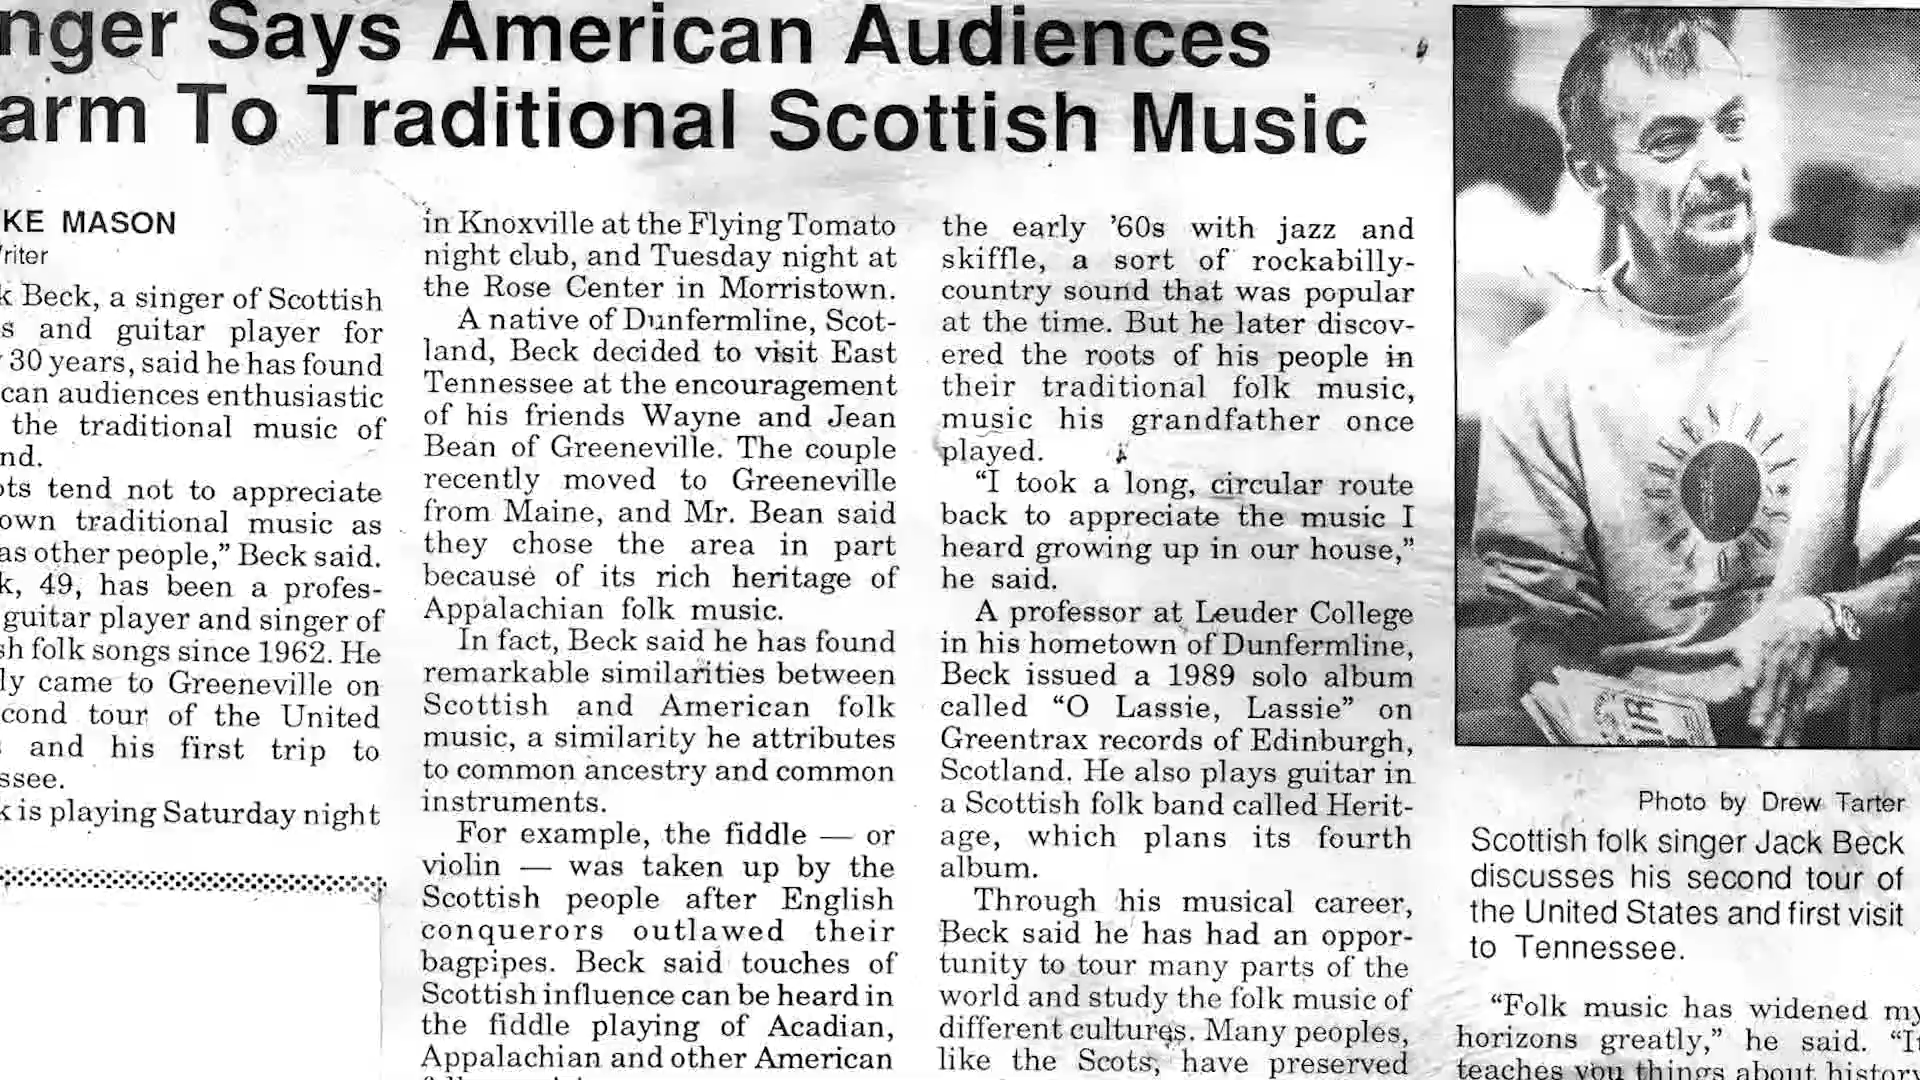 nger Says American Audiences
arm To Traditional Scottish Music
KE MASON
riter
k Beck, a singer of Scottish
s and guitar player for
30 years, said he has found
can audiences enthusiastic
the traditional music of
nd.
ots tend not to appreciate
own traditional music as
as other people,” Beck said.
k, 49, has been a profes-
guitar player and singer of
sh folk songs since 1962. He
ly came to Greeneville on
cond tour of the United
and his first trip to
ssee.
k is playing Saturday night
in Knoxville at the Flying Tomato
night club, and Tuesday night at
the Rose Center in Morristown.
A native of Dunfermline, Scot-
land, Beck decided to visit East
Tennessee at the encouragement
of his friends Wayne and Jean
Bean of Greeneville. The couple
recently moved to Greeneville
from Maine, and Mr. Bean said
they chose the area in part
because of its rich heritage of
Appalachian folk music.
In fact, Beck said he has found
remarkable similarities between
Scottish and American folk
music, a similarity he attributes
to common ancestry and common
instruments.
For example, the fiddle — or
violin — was taken up by the
Scottish people after English
conquerors outlawed their
bagpipes. Beck said touches of
Scottish influence can be heard in
the fiddle playing of Acadian,
Appalachian and other American
the early ’60s with jazz and
skiffle, a sort of rockabilly-
country sound that was popular
at the time. But he later discov-
ered the roots of his people in
their traditional folk music,
music his grandfather once
played.
“I took a long, circular route
back to appreciate the music I
heard growing up in our house,”
he said.
A professor at Leuder College
in his hometown of Dunfermline,
Beck issued a 1989 solo album
called “O Lassie, Lassie” on
Greentrax records of Edinburgh,
Scotland. He also plays guitar in
a Scottish folk band called Herit-
age, which plans its fourth
album.
Through his musical career,
Beck said he has had an oppor-
tunity to tour many parts of the
world and study the folk music of
different cultures. Many peoples,
like the Scots, have preserved
Photo by Drew Tarter
Scottish folk singer Jack Beck
discusses his second tour of
the United States and first visit
to Tennessee.
“Folk music has widened my
horizons greatly,” he said. “It
teaches you things about history